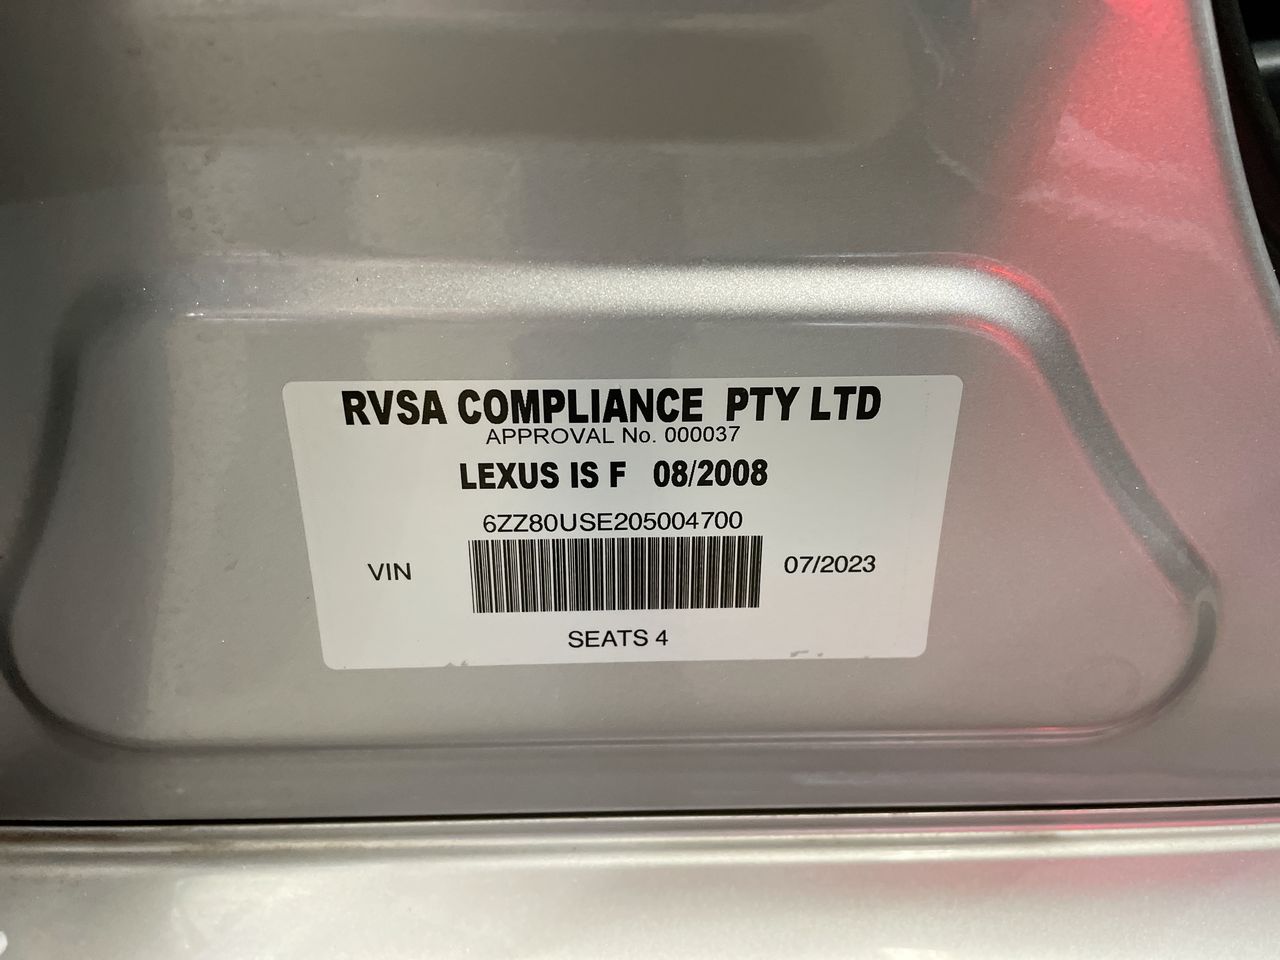 RVSA COMPLIANCE PTY LTD
APPROVAL No. 000037
LEXUS IS F 08/2008
6ZZ80USE205004700
VIN 07/2023
SEATS 4